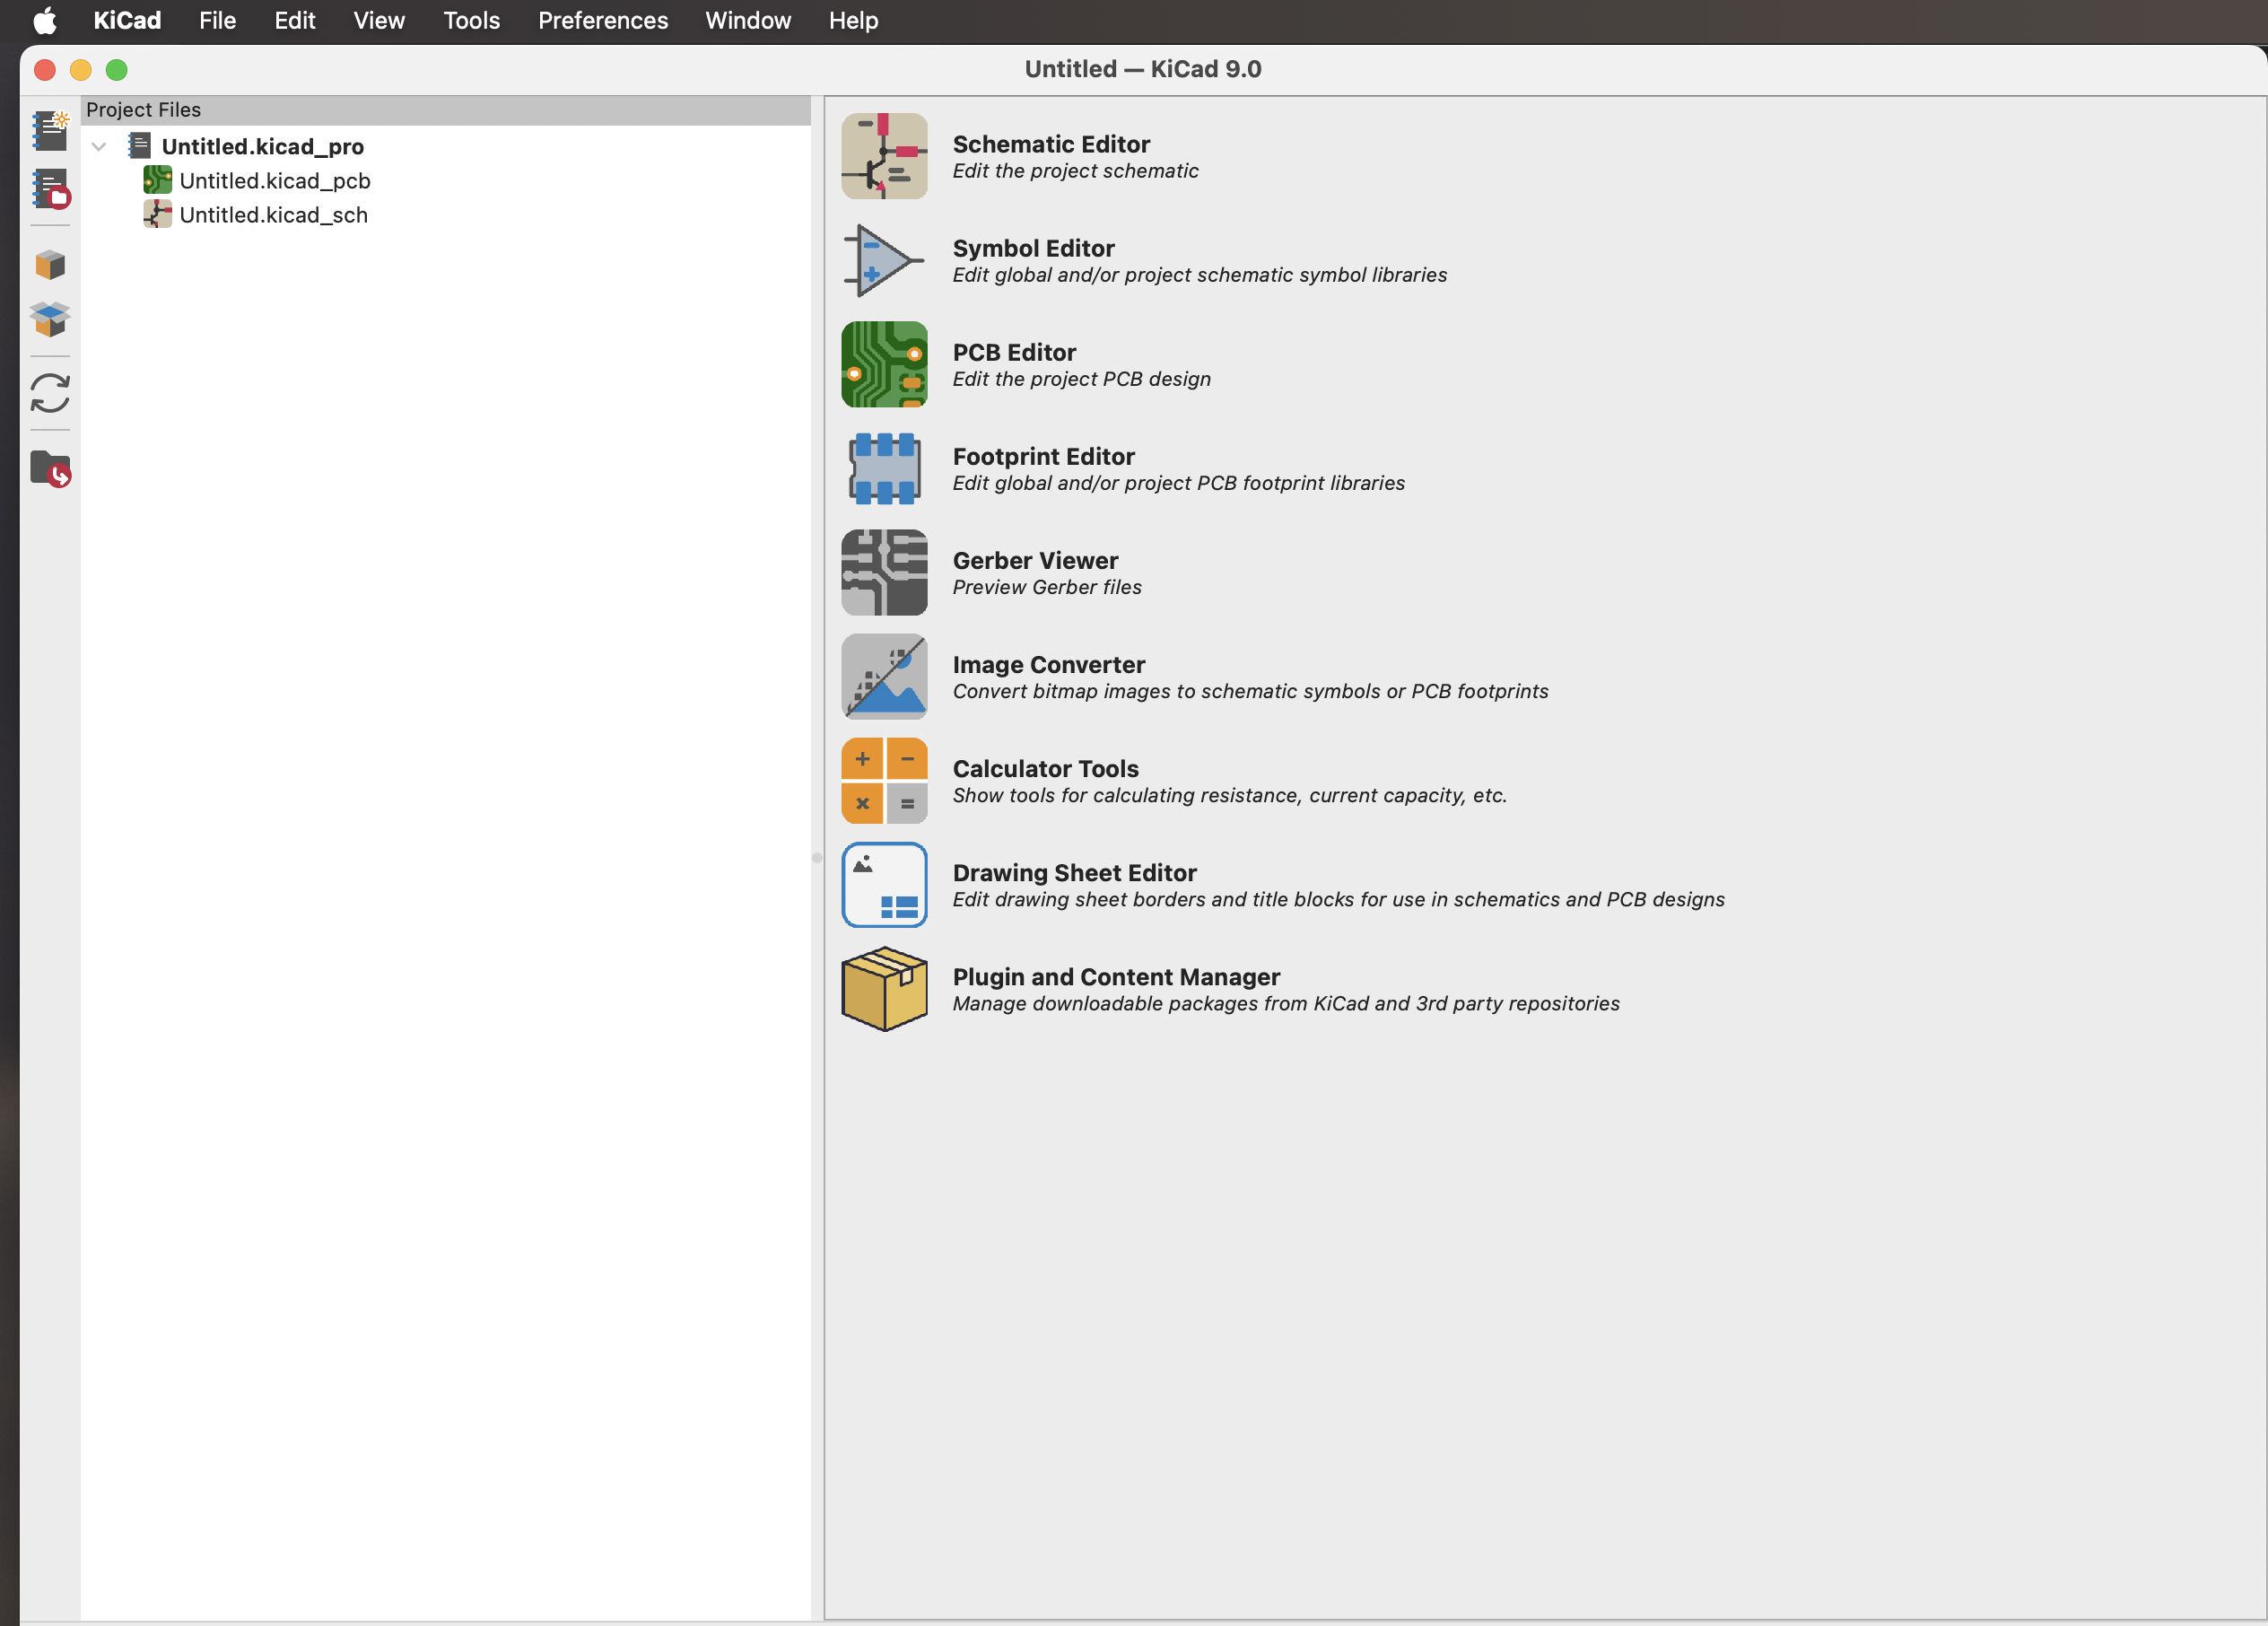 KiCad File Edit View Tools Preferences Window Help
Untitled — KiCad 9.0
Project Files
Untitled.kicad_pro
Untitled.kicad_pcb
Untitled.kicad_sch
Schematic Editor
Edit the project schematic
Symbol Editor
Edit global and/or project schematic symbol libraries
PCB Editor
Edit the project PCB design
Footprint Editor
Edit global and/or project PCB footprint libraries
Gerber Viewer
Preview Gerber files
Image Converter
Convert bitmap images to schematic symbols or PCB footprints
Calculator Tools
Show tools for calculating resistance, current capacity, etc.
Drawing Sheet Editor
Edit drawing sheet borders and title blocks for use in schematics and PCB designs
Plugin and Content Manager
Manage downloadable packages from KiCad and 3rd party repositories